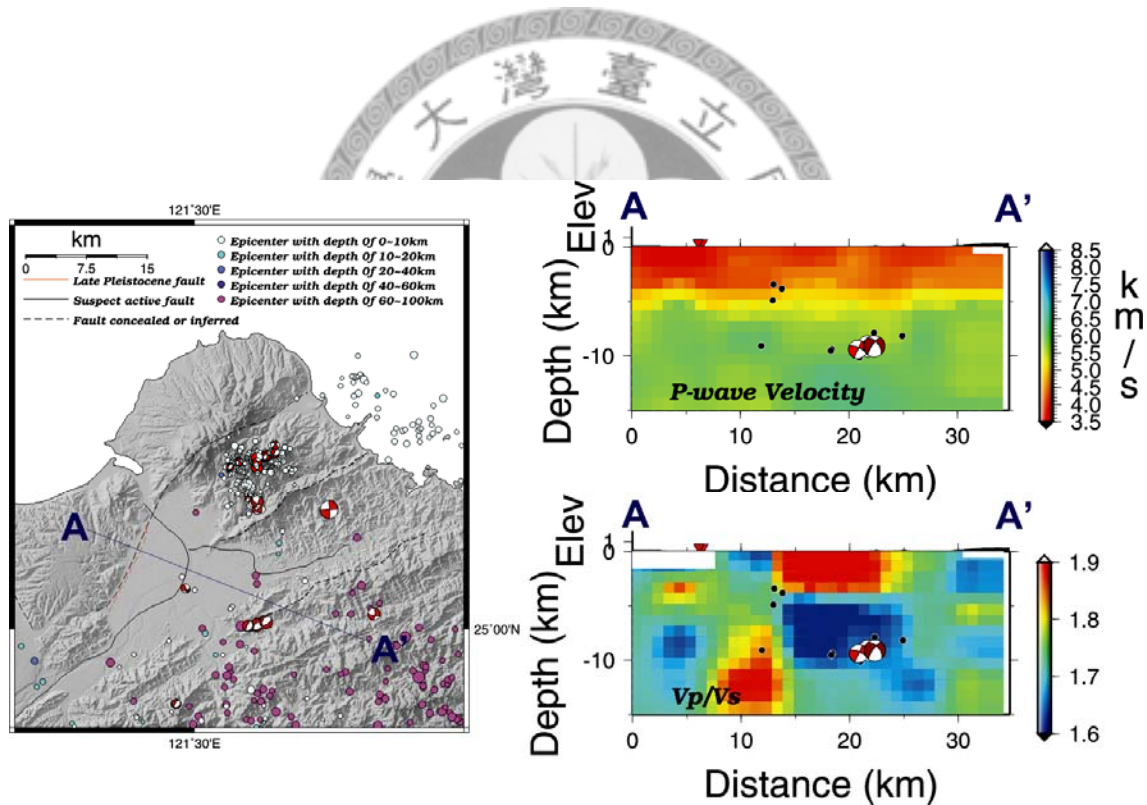 大 灣 臺 立
121°30'E
km
0 7.5 15
Late Pleistocene fault
Suspect active fault
Fault concealed or inferred
Epicenter with depth 0f 0~10km
Epicenter with depth 0f 10~20km
Epicenter with depth 0f 20~40km
Epicenter with depth 0f 40~60km
Epicenter with depth 0f 60~100km
A
A'
25°00'N
121°30'E
A
A'
Elev
1
0
-10
Depth (km)
P-wave Velocity
0 10 20 30
Distance (km)
8.5
8.0
7.5
7.0
6.5
6.0
5.5
5.0
4.5
4.0
3.5
km/s
A
A'
Elev
1
0
-10
Depth (km)
Vp/Vs
0 10 20 30
Distance (km)
1.9
1.8
1.7
1.6